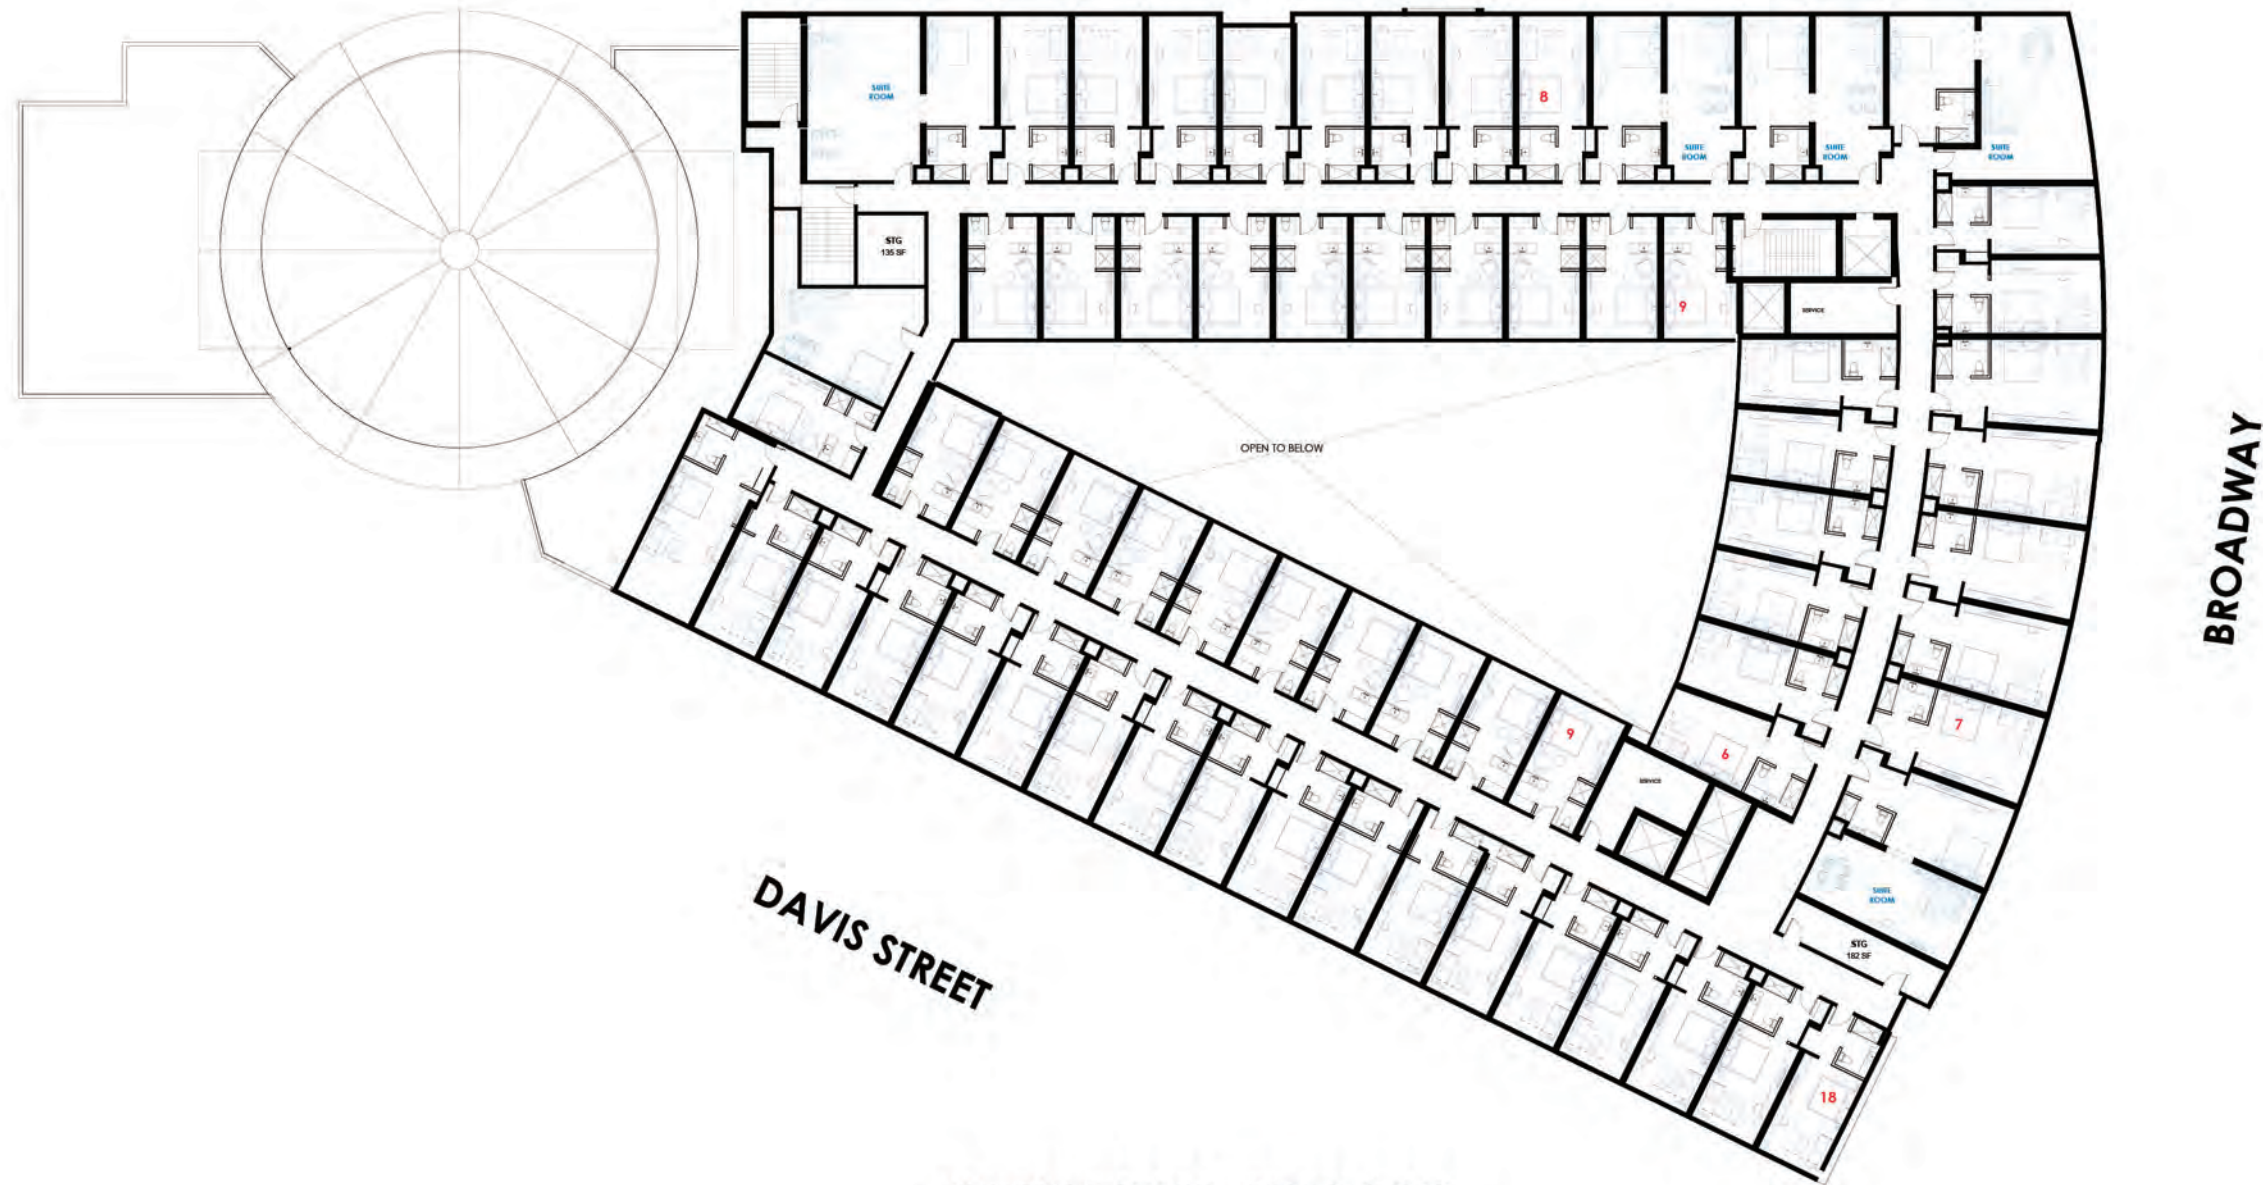 SUITE
ROOM
8
SUITE
ROOM
SUITE
ROOM
SUITE
ROOM
STG
135 SF
9
SERVICE
OPEN TO BELOW
BROADWAY
9
6
7
SERVICE
SUITE
ROOM
STG
182 SF
DAVIS STREET
18